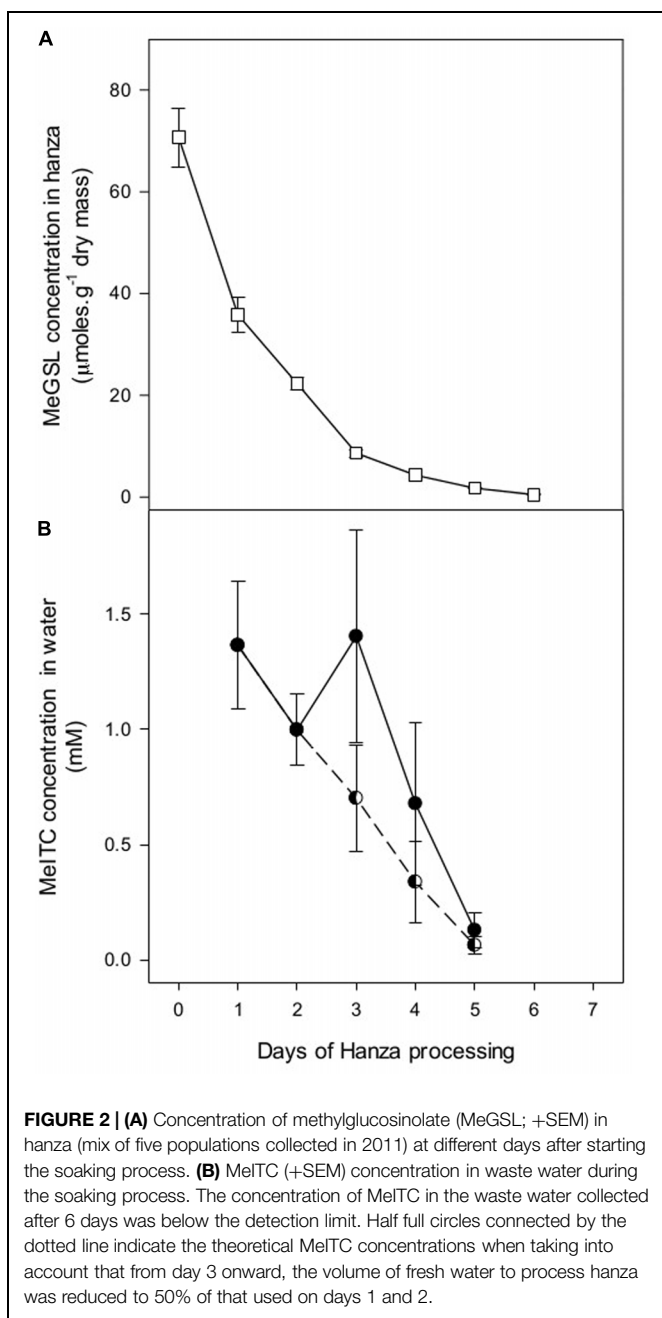 A
80
60
40
20
0
MeGSL concentration in hanza
(μmoles.g⁻¹ dry mass)
B
1.5
1.0
0.5
0.0
MeITC concentration in water
(mM)
0 1 2 3 4 5 6 7
Days of Hanza processing
FIGURE 2 | (A) Concentration of methylglucosinolate (MeGSL; +SEM) in
hanza (mix of five populations collected in 2011) at different days after starting
the soaking process. (B) MeITC (+SEM) concentration in waste water during
the soaking process. The concentration of MeITC in the waste water collected
after 6 days was below the detection limit. Half full circles connected by the
dotted line indicate the theoretical MeITC concentrations when taking into
account that from day 3 onward, the volume of fresh water to process hanza
was reduced to 50% of that used on days 1 and 2.